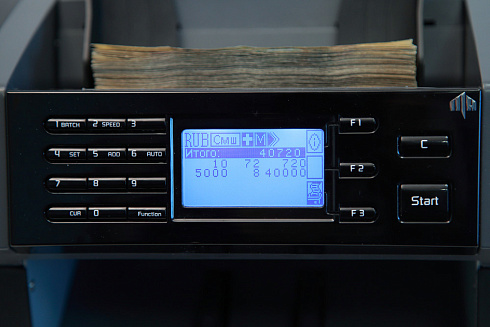 1 BATCH 2 SPEED 3
4 SET 5 ADD 6 AUTO
7 8 9
CUR 0 Function
RUB Смш +M
Итого: 40720
10 72 720
5000 8 40000
F1
F2
F3
C
Start